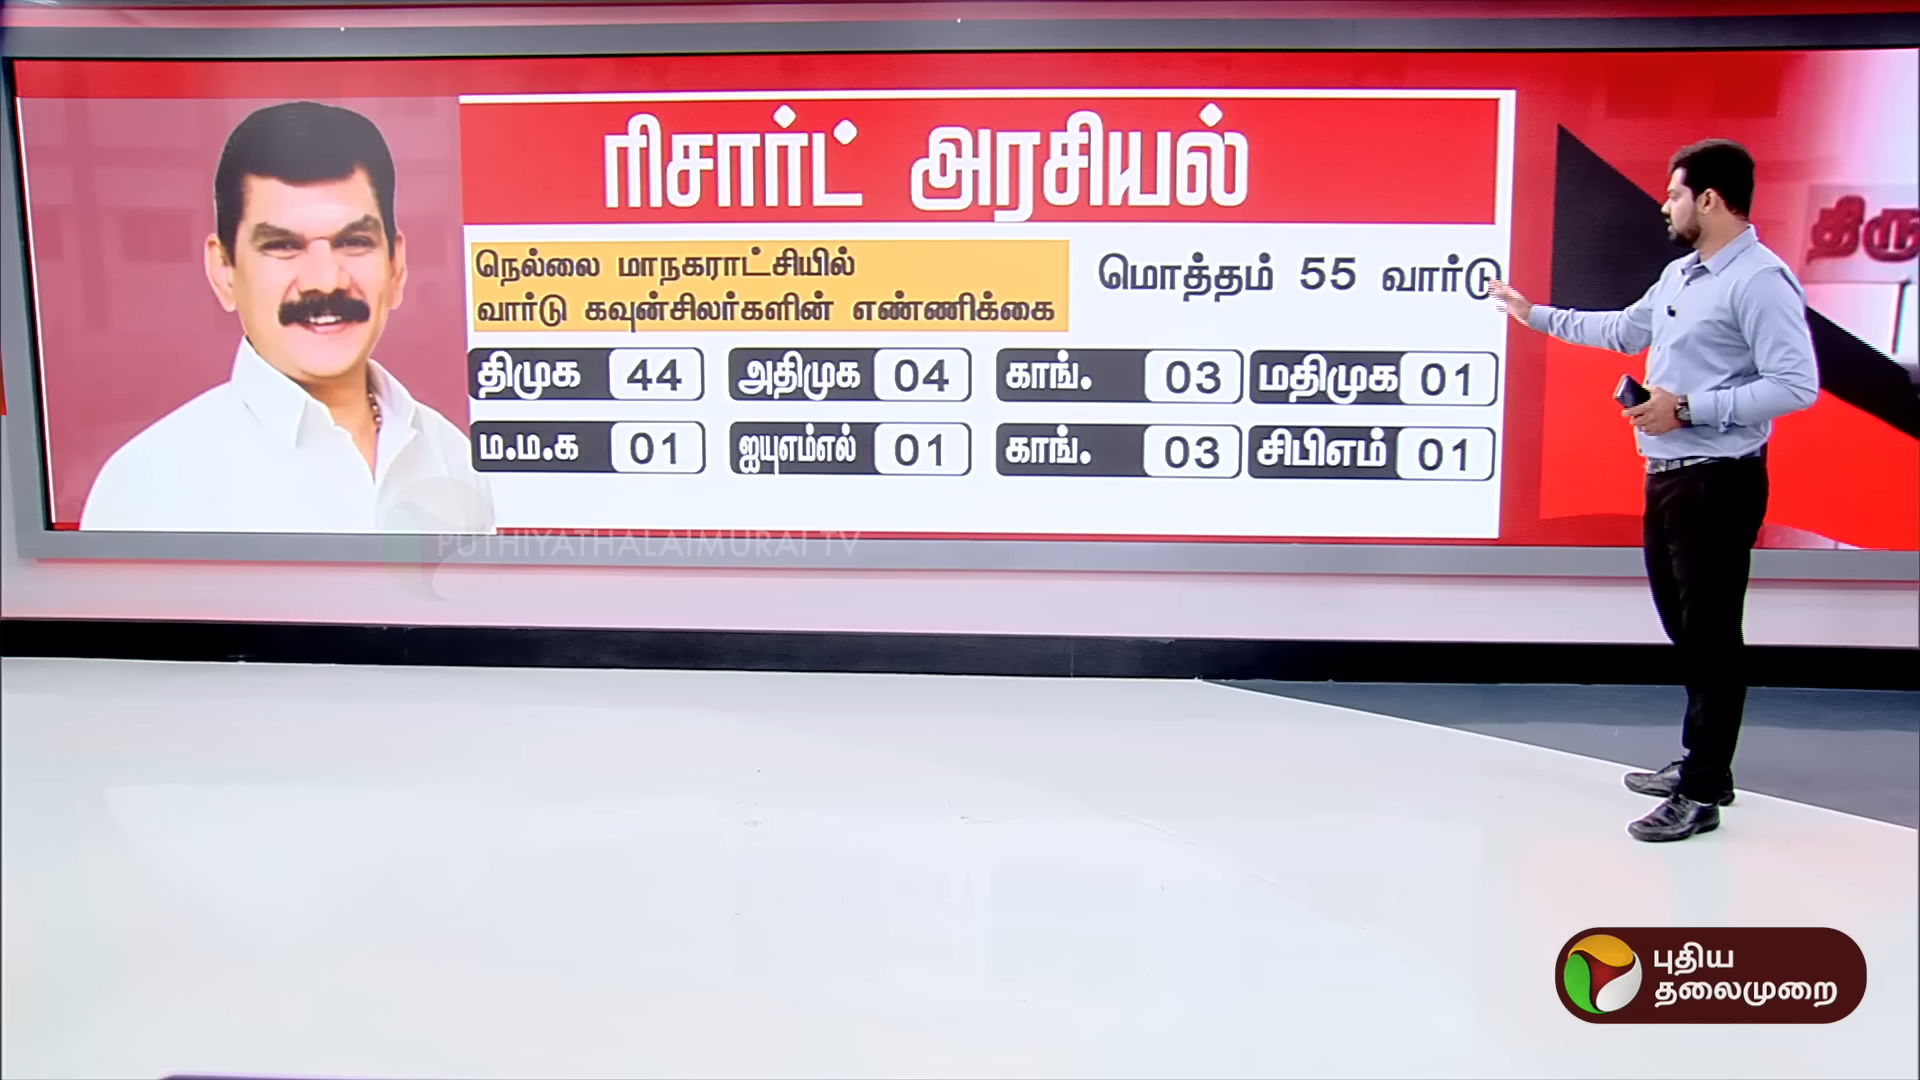 ரிசார்ட் அரசியல்
நெல்லை மாநகராட்சியில்
வார்டு கவுன்சிலர்களின் எண்ணிக்கை
மொத்தம் 55 வார்டு
திமுக 44 அதிமுக 04 காங். 03 மதிமுக 01
ம.ம.க 01 ஐயுஎம்எல் 01 காங். 03 சிபிஎம் 01
திரு
PUTHIYATHALAIMURAI TV
புதிய
தலைமுறை